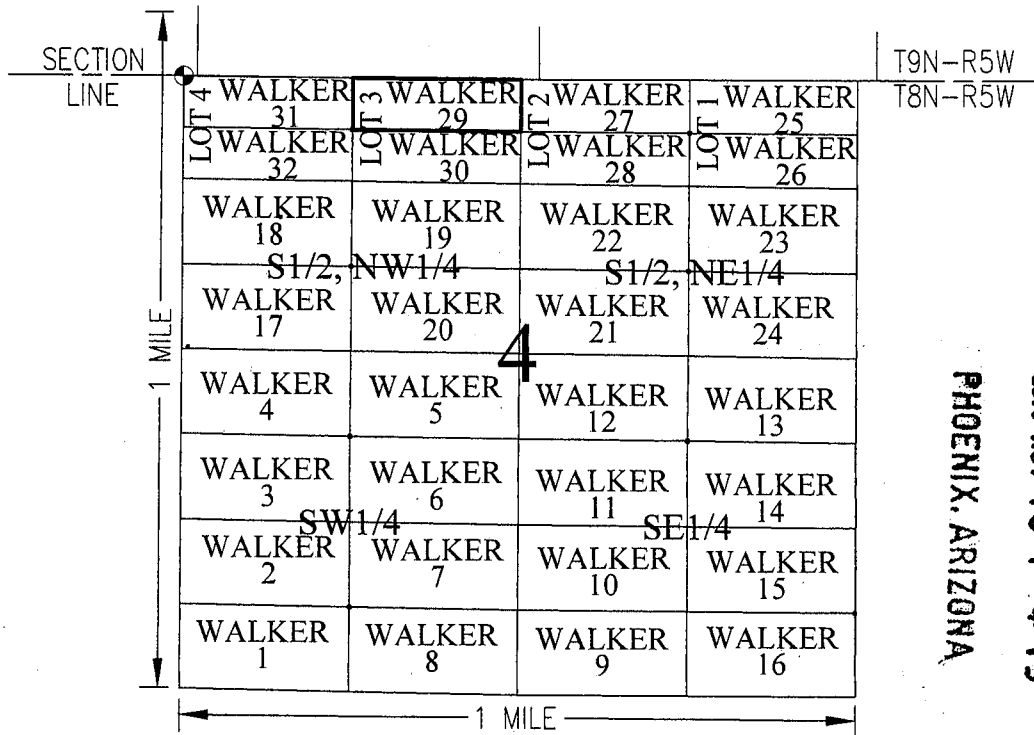 SECTION
LINE
T9N-R5W
T8N-R5W
1 MILE
LOT 4
WALKER
31
LOT 3
WALKER
29
LOT 2
WALKER
27
LOT 1
WALKER
25
WALKER
32
WALKER
30
WALKER
28
WALKER
26
WALKER
18
WALKER
19
WALKER
22
WALKER
23
S1/2, NW1/4
S1/2, NE1/4
WALKER
17
WALKER
20
WALKER
21
WALKER
24
4
WALKER
4
WALKER
5
WALKER
12
WALKER
13
WALKER
3
WALKER
6
WALKER
11
WALKER
14
SW1/4
SE1/4
WALKER
2
WALKER
7
WALKER
10
WALKER
15
WALKER
1
WALKER
8
WALKER
9
WALKER
16
1 MILE
PHOENIX, ARIZONA